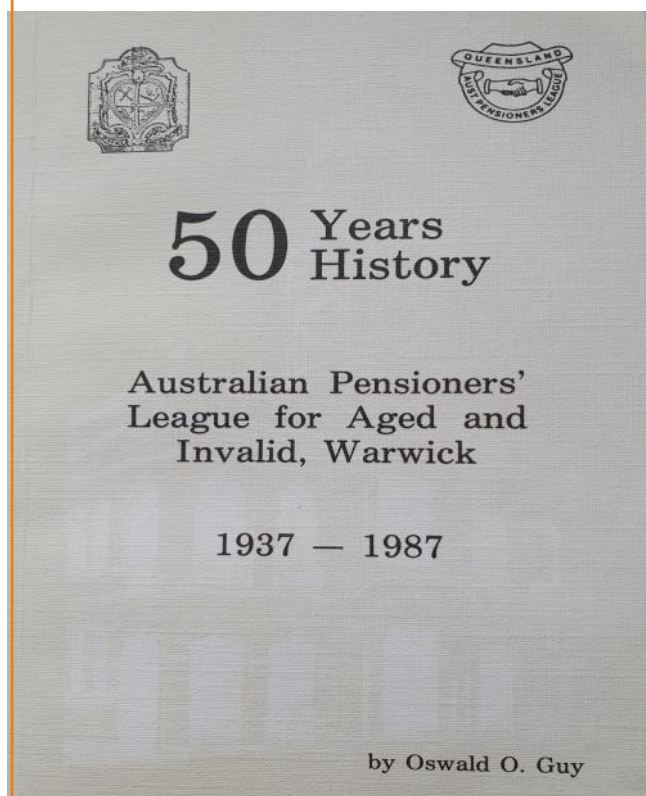 QUEENSLAND
AUST PENSIONERS LEAGUE
50 Years
History
Australian Pensioners'
League for Aged and
Invalid, Warwick
1937 — 1987
by Oswald O. Guy